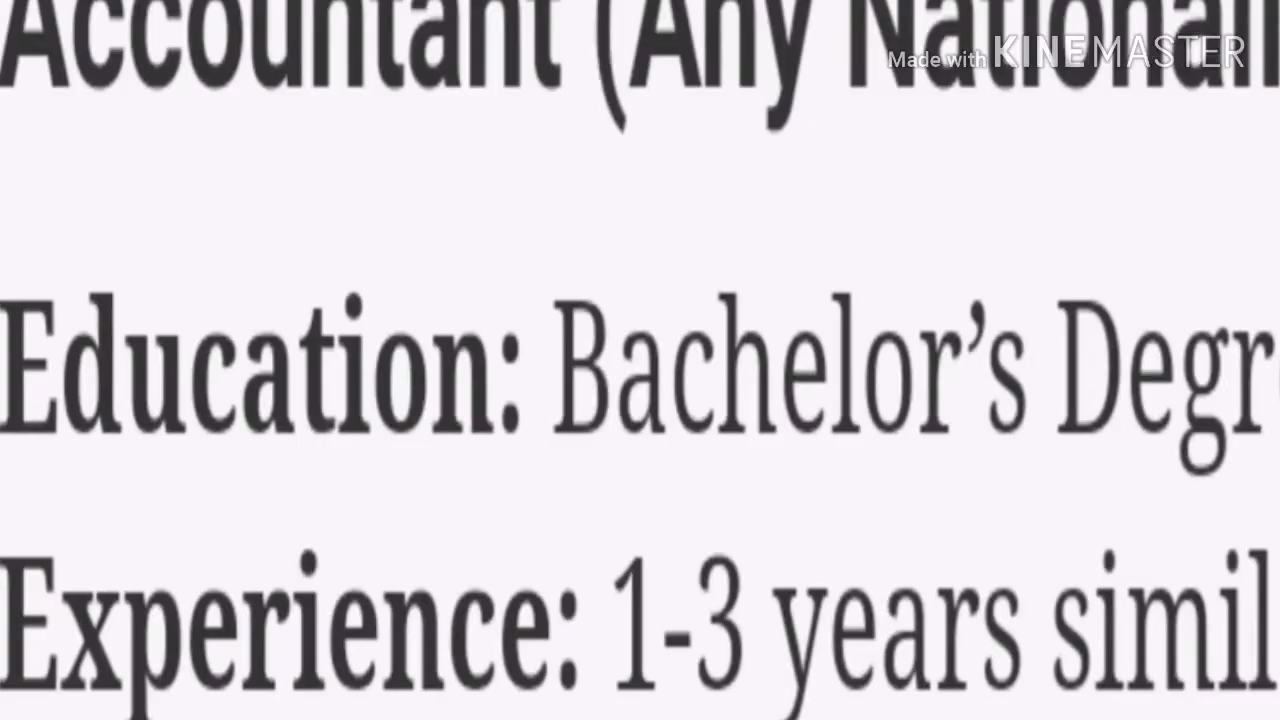 Accountant (Any Nationali
Made with KINEMASTER
Education: Bachelor’s Degr
Experience: 1-3 years simil